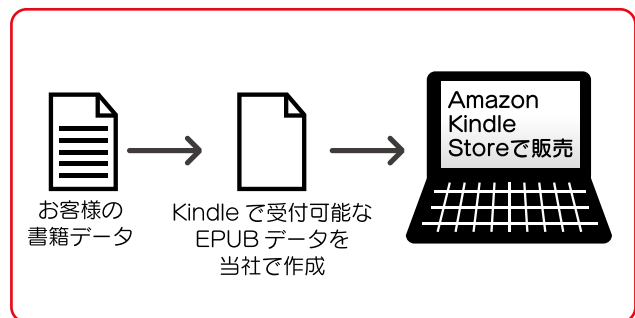 お客様の
書籍データ
Kindle で受付可能な
EPUB データを
当社で作成
Amazon
Kindle
Storeで販売